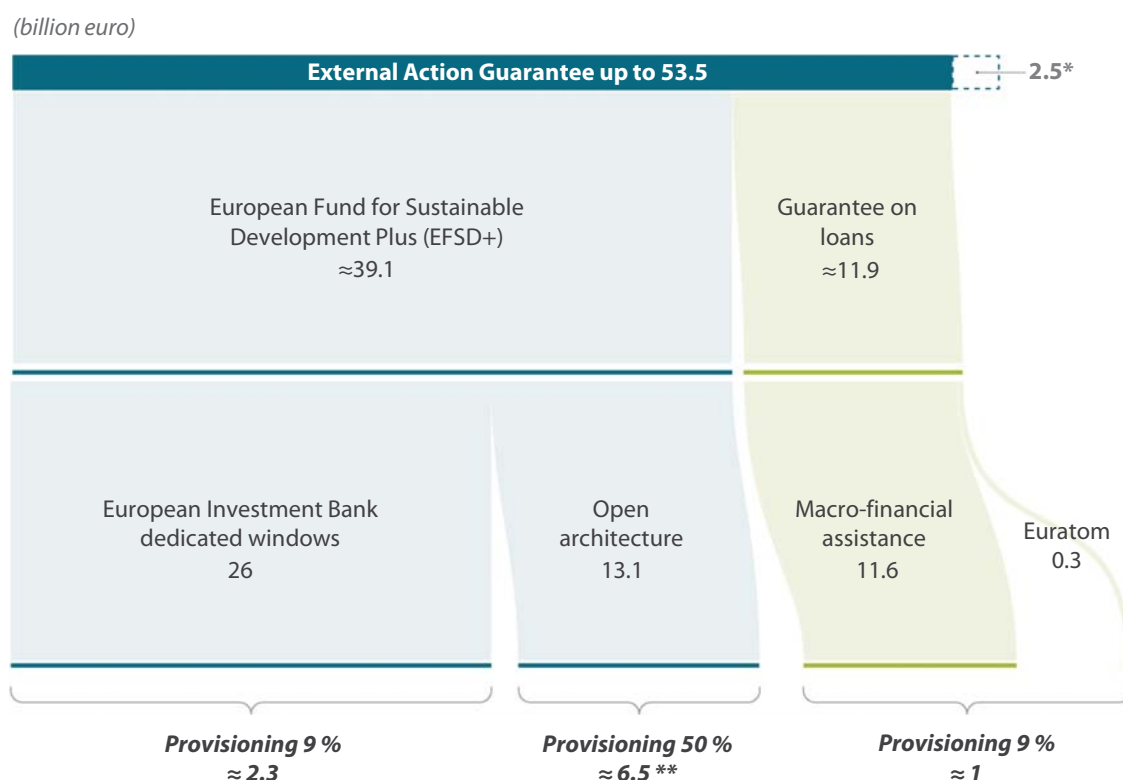 (billion euro)
External Action Guarantee up to 53.5
2.5*
European Fund for Sustainable
Development Plus (EFSD+)
≈39.1
Guarantee on
loans
≈11.9
European Investment Bank
dedicated windows
26
Open
architecture
13.1
Macro-financial
assistance
11.6
Euratom
0.3
Provisioning 9 %
≈ 2.3
Provisioning 50 %
≈ 6.5 **
Provisioning 9 %
≈ 1